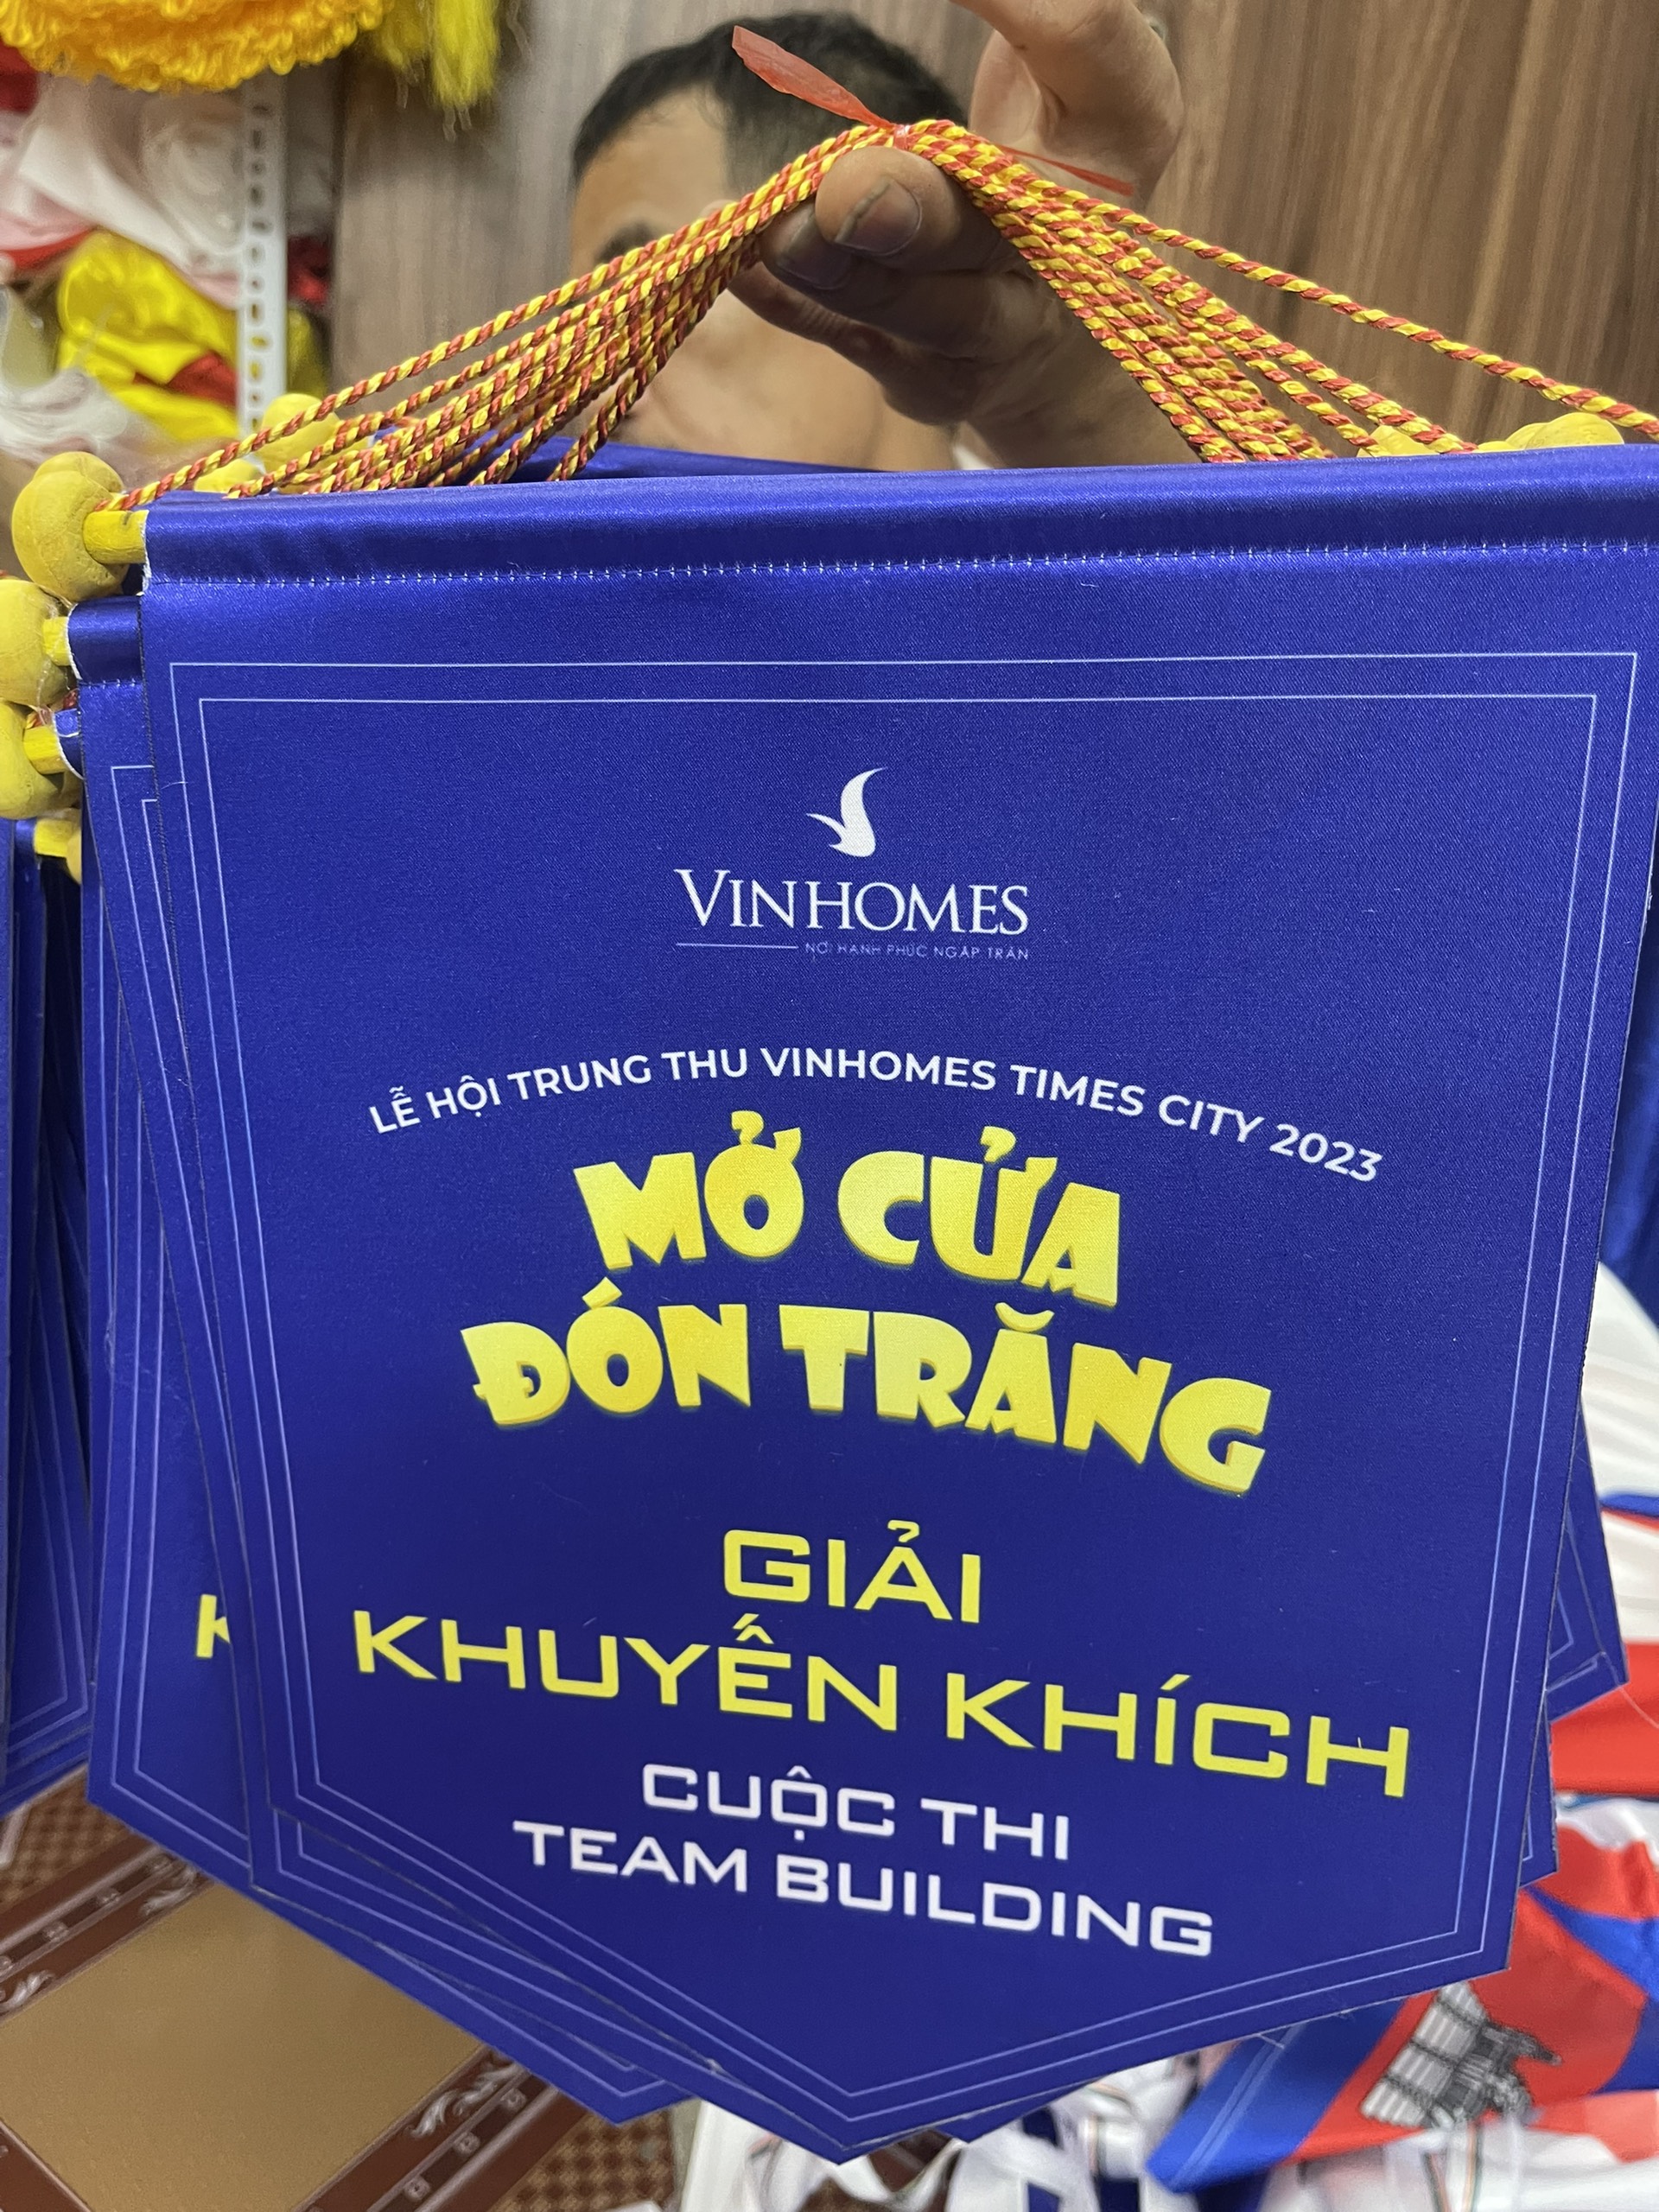 VINHOMES
NƠI HẠNH PHÚC NGẬP TRÀN
LỄ HỘI TRUNG THU VINHOMES TIMES CITY 2023
MỞ CỬA
ĐÓN TRĂNG
GIẢI
KHUYẾN KHÍCH
CUỘC THI
TEAM BUILDING
K